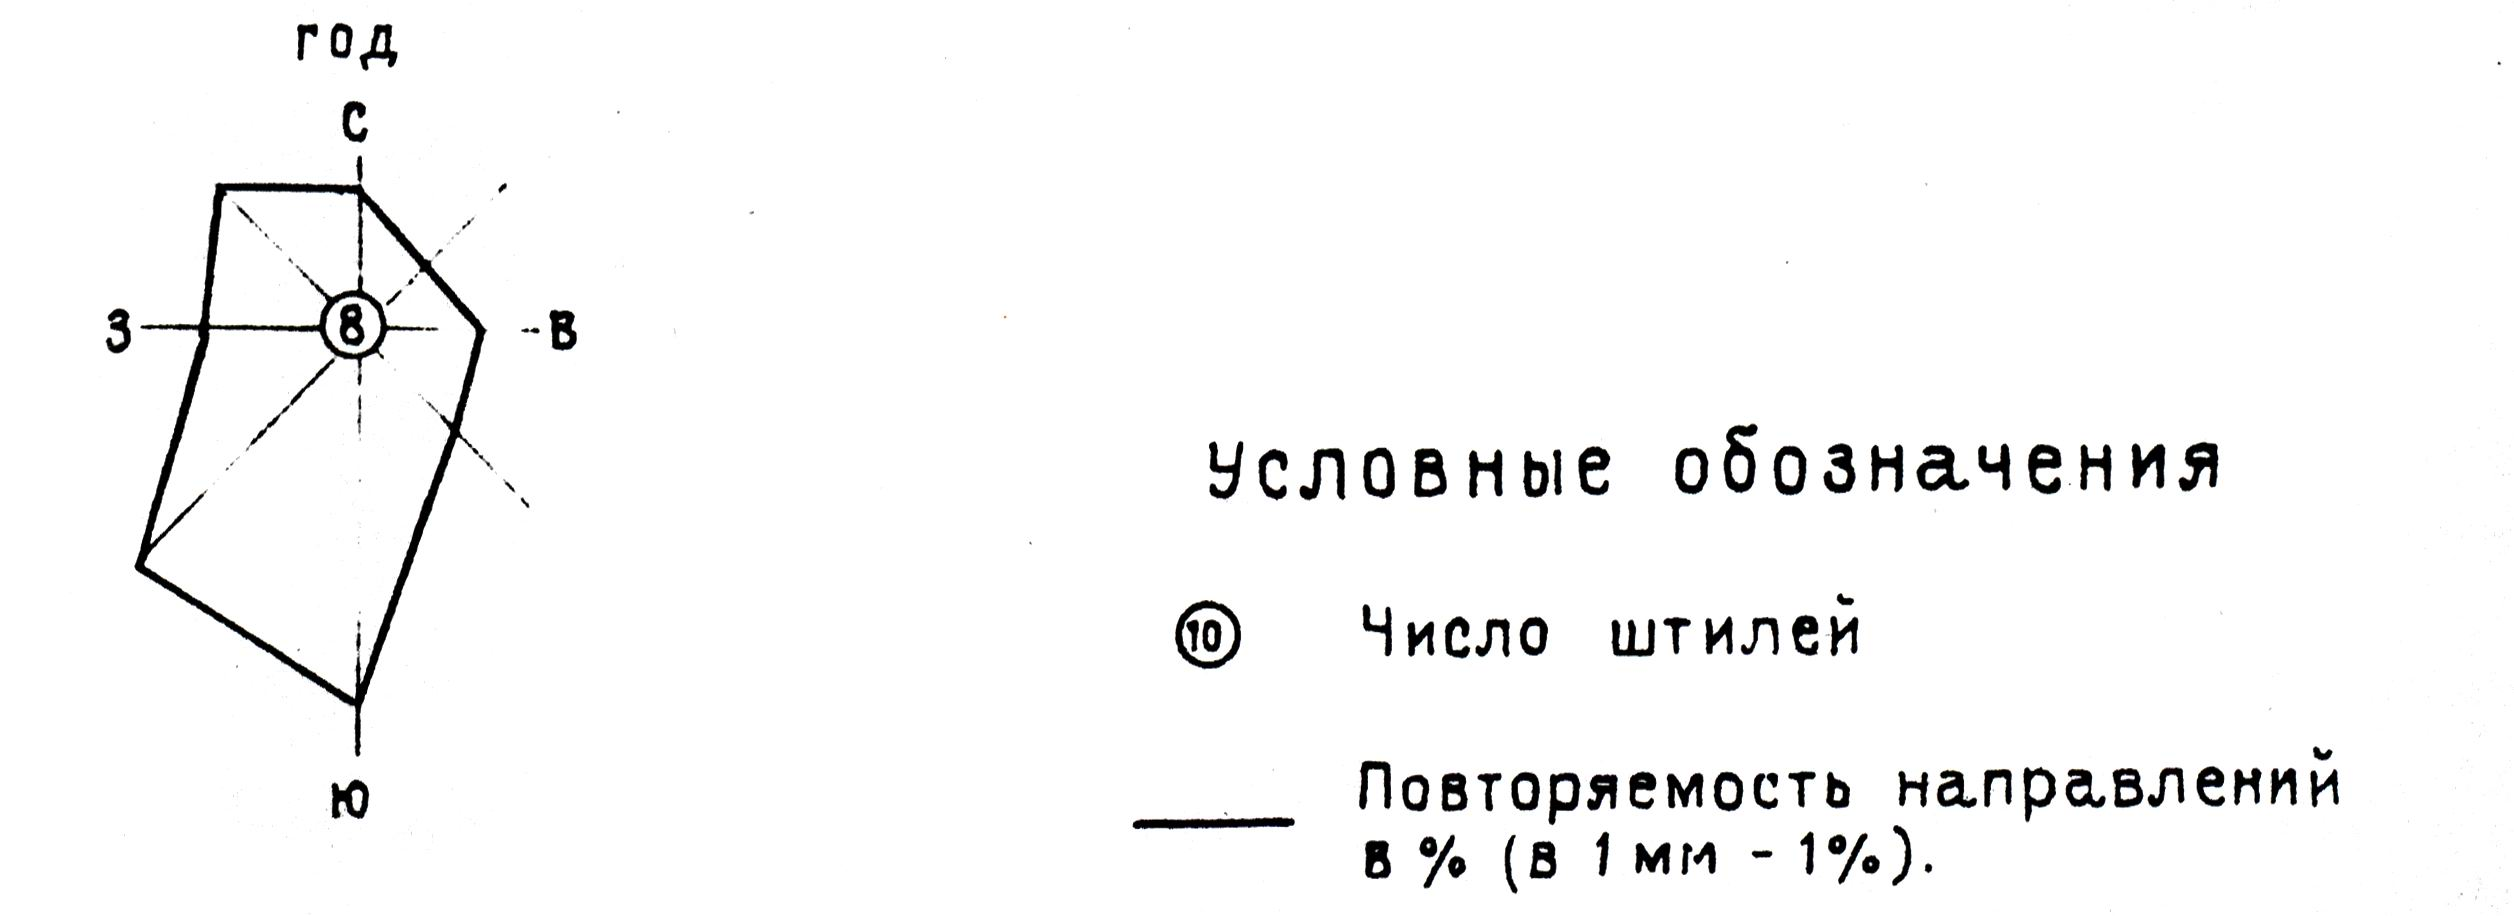 год
С
З
8
В
Ю
Условные обозначения
10 Число штилей
Повторяемость направлений
в % (в 1 мм - 1%).